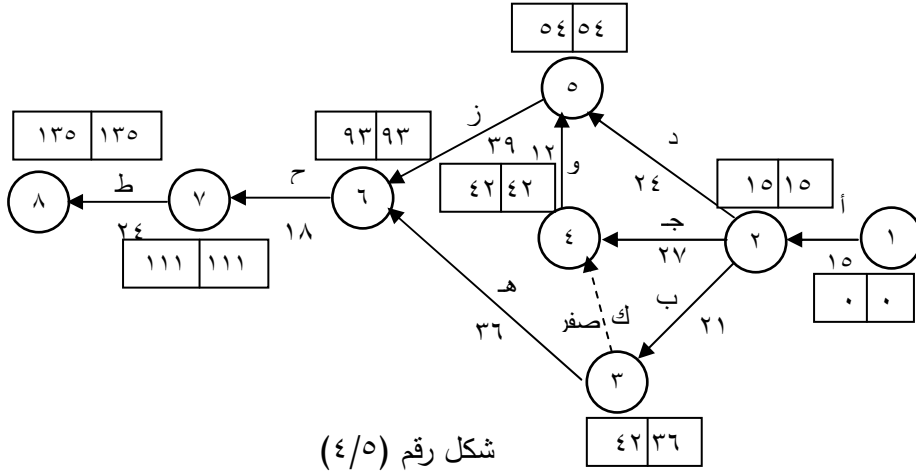 ٥٤ ٥٤
٥
د
٢٤
ز
٣٩
و
١٢
١٣٥ ١٣٥
٩٣ ٩٣
٤٢ ٤٢
١٥ ١٥
أ
١٥
١
٠ ٠
٢
جـ
٢٧
٤
ب
٢١
ك صفر
هـ
٣٦
٦
ح
١٨
٧
١١١ ١١١
ط
٢٤
٨
٣
٣٦ ٤٢
شكل رقم (٤/٥)